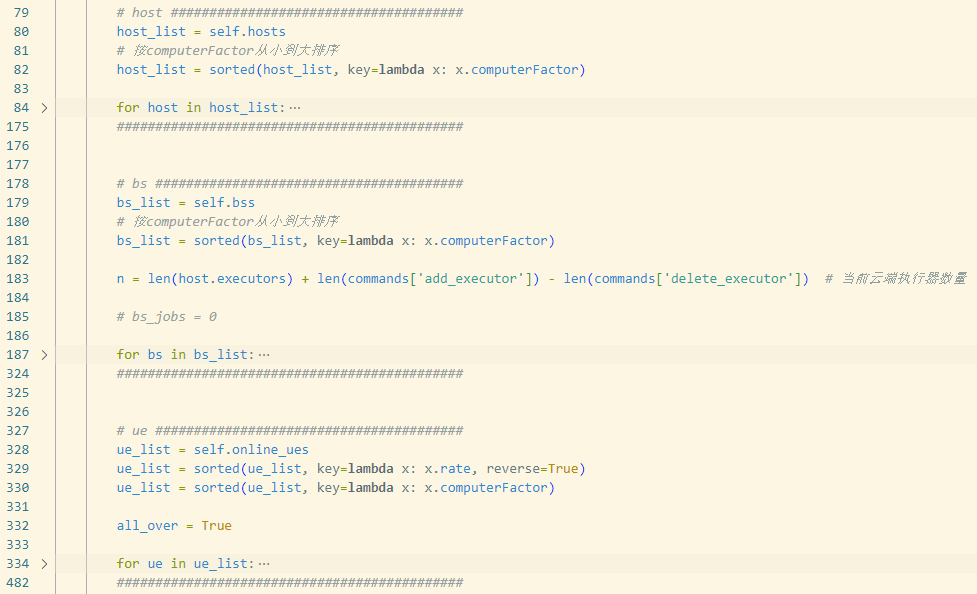 79 # host ######################################
80 host_list = self.hosts
81 # 按computerFactor从小到大排序
82 host_list = sorted(host_list, key=lambda x: x.computerFactor)
83
84 > for host in host_list:···
175 #############################################
176
177
178 # bs ########################################
179 bs_list = self.bss
180 # 按computerFactor从小到大排序
181 bs_list = sorted(bs_list, key=lambda x: x.computerFactor)
182
183 n = len(host.executors) + len(commands['add_executor']) - len(commands['delete_executor']) # 当前云端执行器数量
184
185 # bs_jobs = 0
186
187 > for bs in bs_list:···
324 #############################################
325
326
327 # ue ########################################
328 ue_list = self.online_ues
329 ue_list = sorted(ue_list, key=lambda x: x.rate, reverse=True)
330 ue_list = sorted(ue_list, key=lambda x: x.computerFactor)
331
332 all_over = True
333
334 > for ue in ue_list:···
482 #############################################